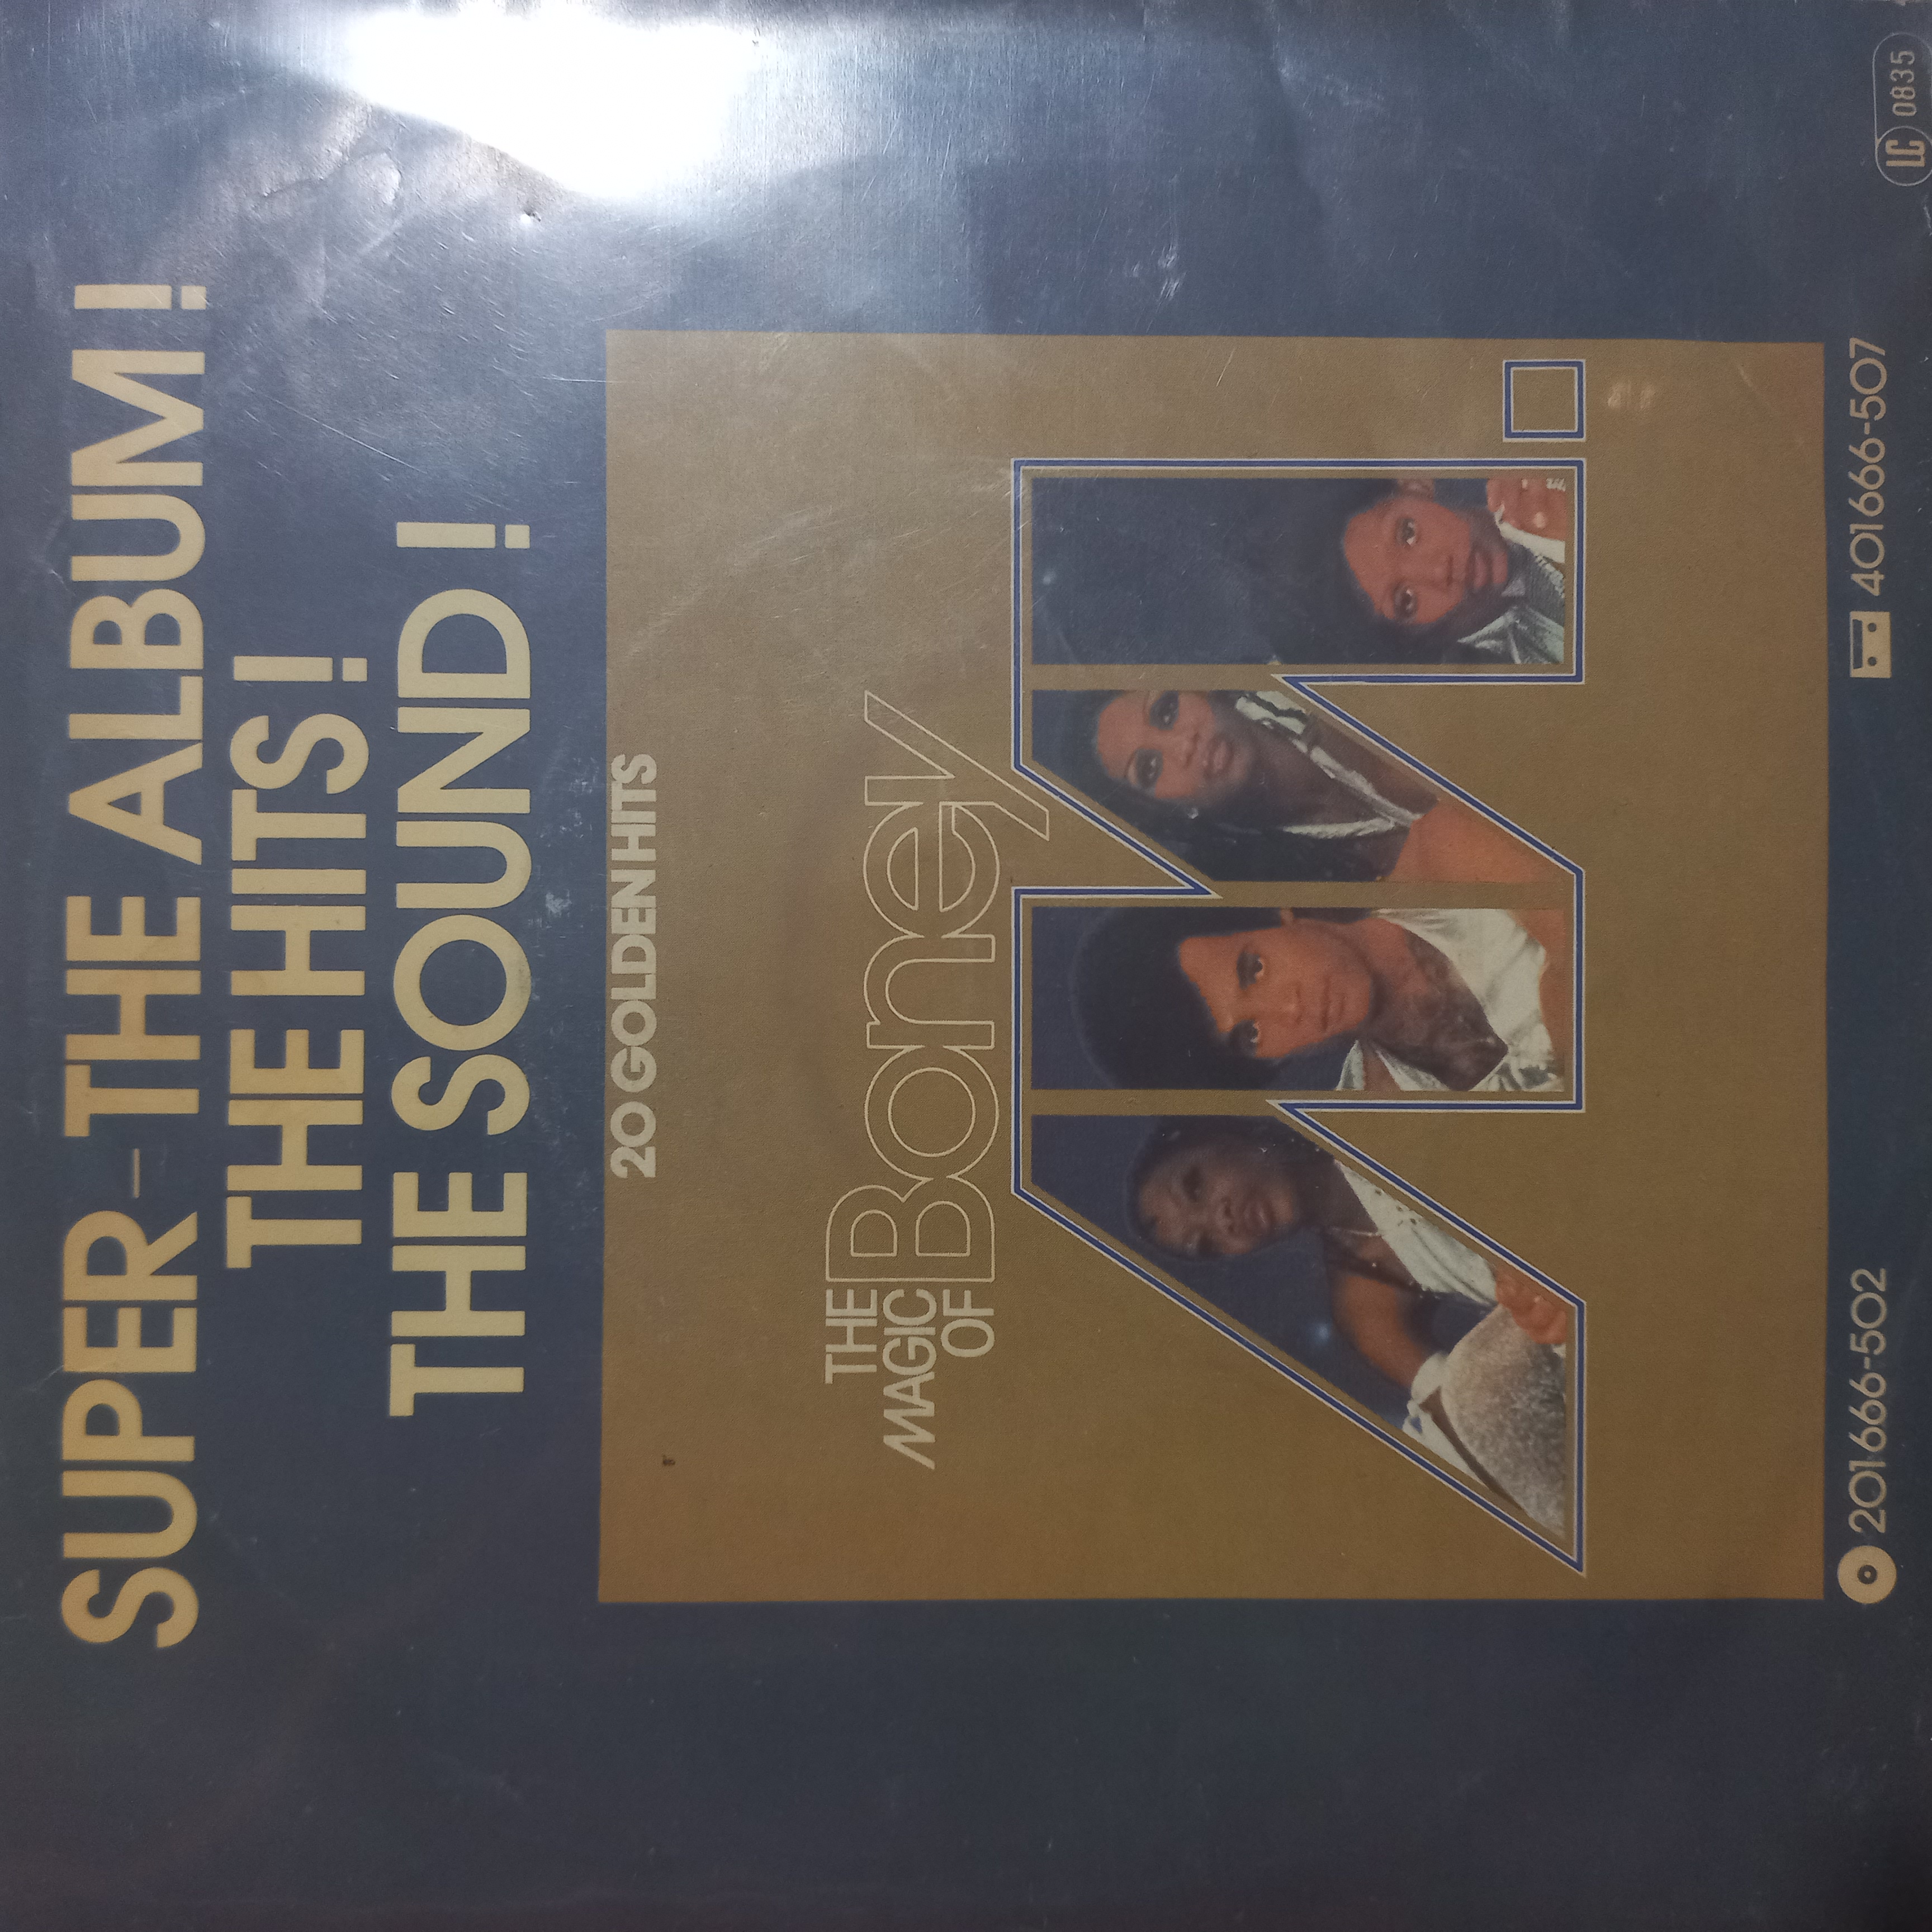 SUPER-THE ALBUM!
THE HITS!
THE SOUND!
20 GOLDEN HITS
THE
MAGIC
OF
Boney
M.
201666-502
401666-507
LC 0835